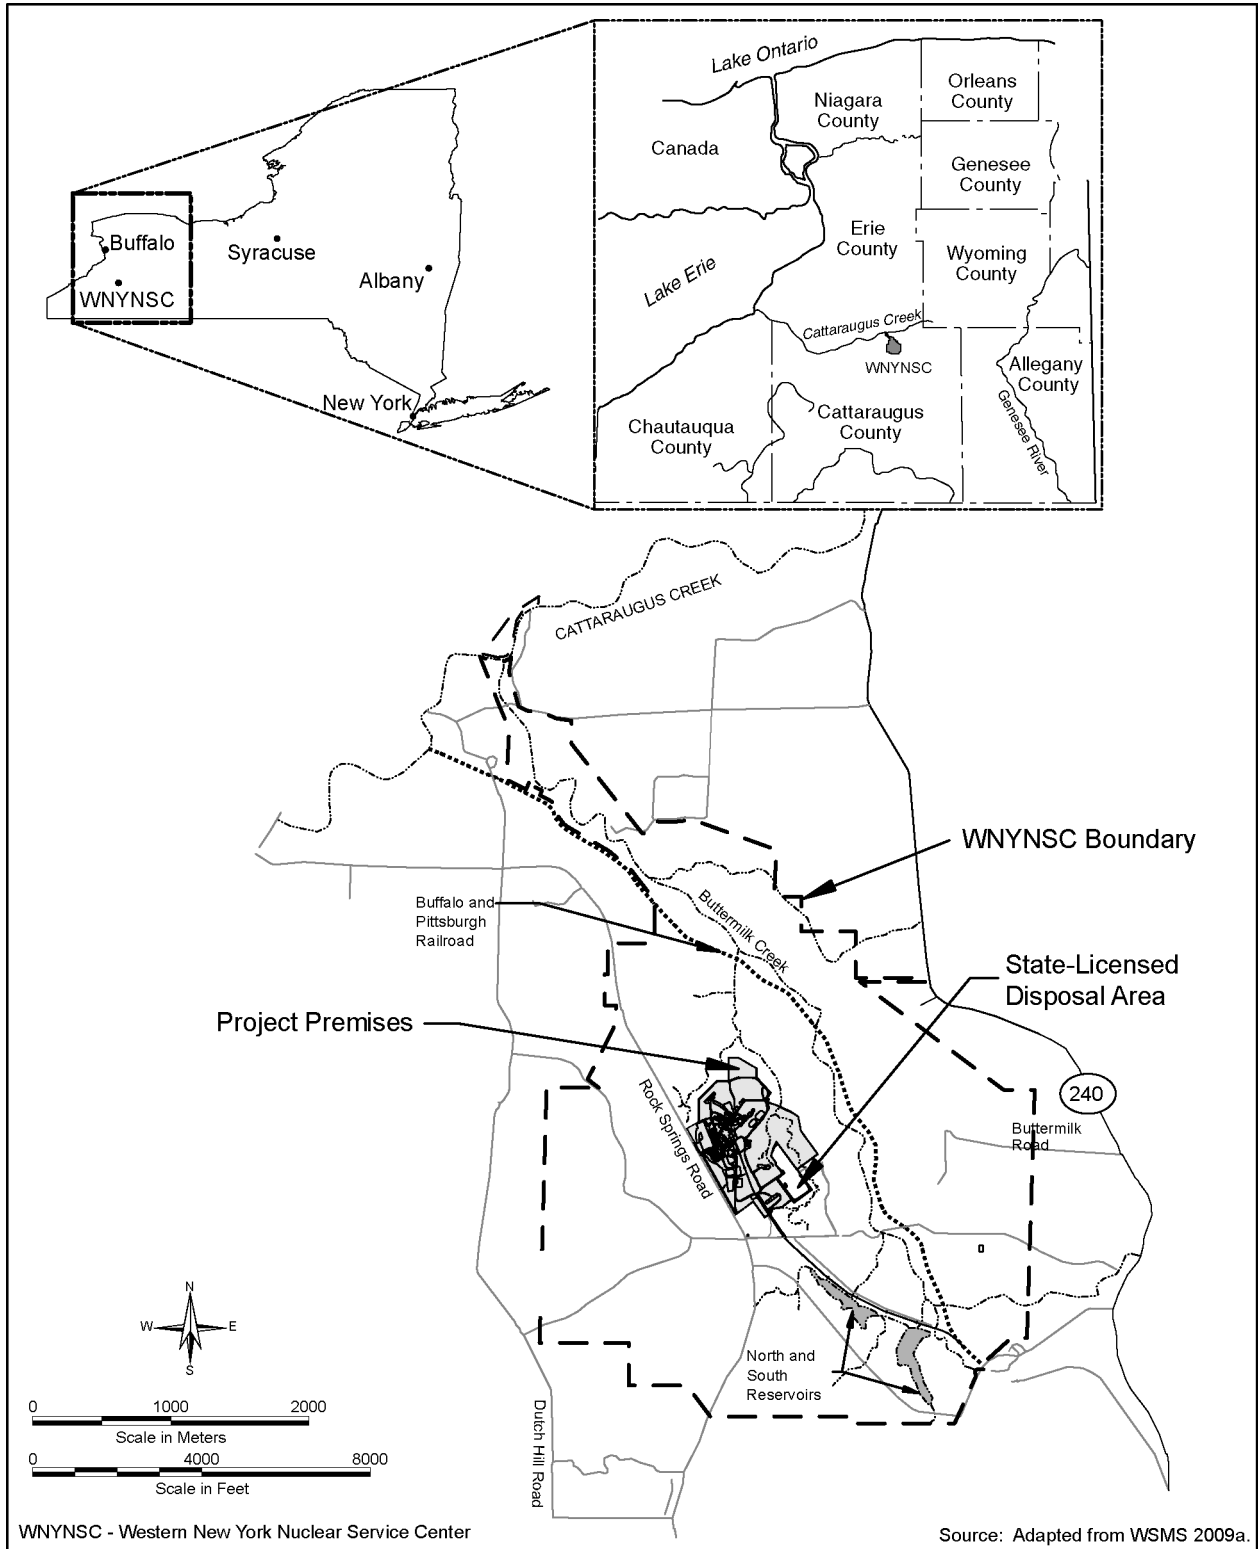 Lake Ontario
Orleans
County
Niagara
County
Canada
Genesee
County
Erie
County
Wyoming
County
Lake Erie
Cattaraugus Creek
WNYNSC
Allegany
County
Genesee River
Chautauqua
County
Cattaraugus
County
Buffalo
Syracuse
Albany
WNYNSC
New York
CATTARAUGUS CREEK
WNYNSC Boundary
Buffalo and
Pittsburgh
Railroad
Buttermilk Creek
State-Licensed
Disposal Area
Project Premises
Rock Springs Road
240
Buttermilk
Road
North and
South
Reservoirs
Dutch Hill Road
N
W
E
S
0 1000 2000
Scale in Meters
0 4000 8000
Scale in Feet
WNYNSC - Western New York Nuclear Service Center
Source: Adapted from WSMS 2009a.